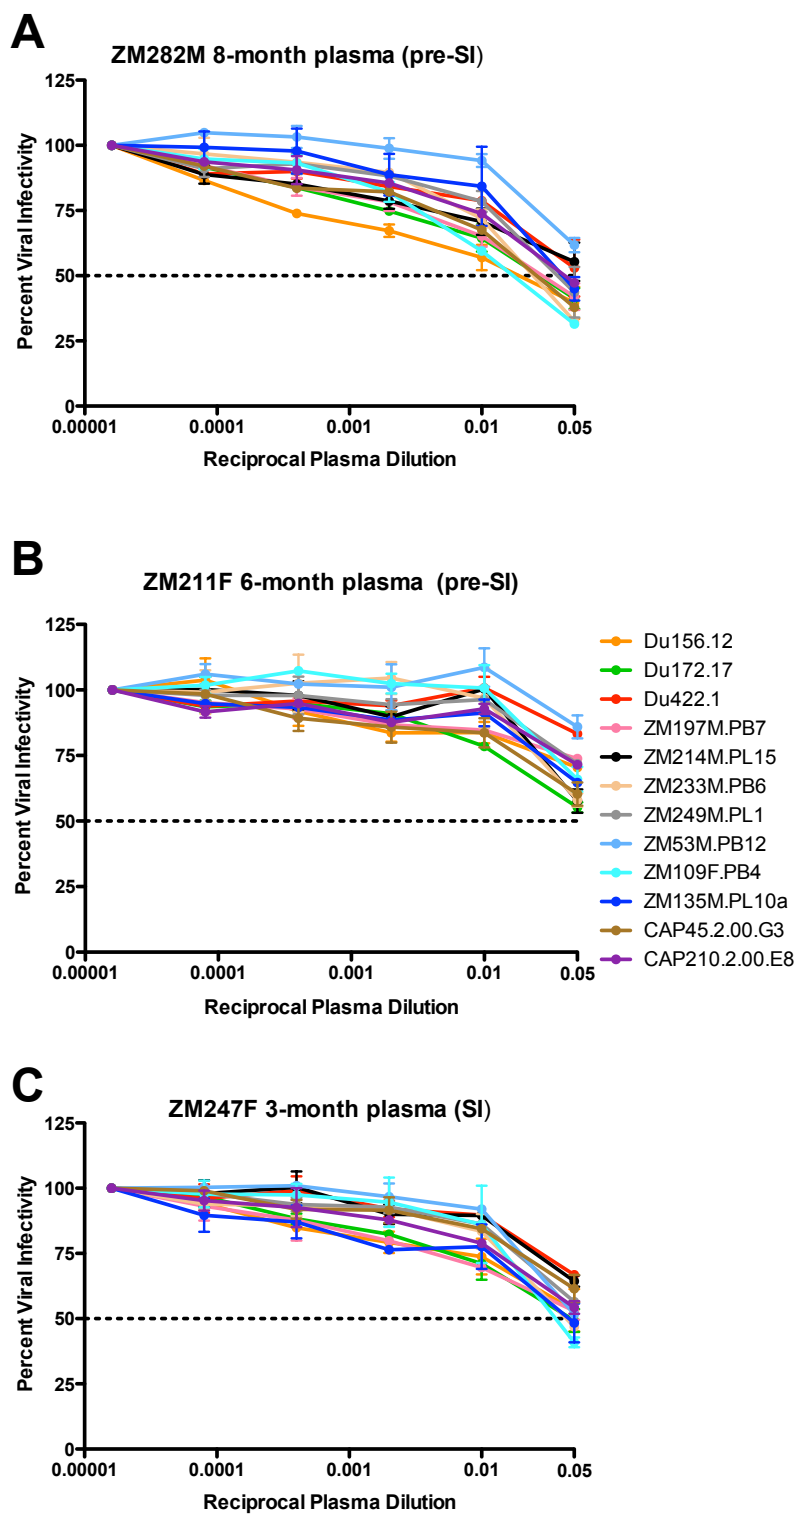 A
ZM282M 8-month plasma (pre-SI)
125
100
75
50
25
0
Percent Viral Infectivity
0.00001
0.0001
0.001
0.01
0.05
Reciprocal Plasma Dilution
B
ZM211F 6-month plasma (pre-SI)
125
100
75
50
25
0
Percent Viral Infectivity
0.00001
0.0001
0.001
0.01
0.05
Reciprocal Plasma Dilution
Du156.12
Du172.17
Du422.1
ZM197M.PB7
ZM214M.PL15
ZM233M.PB6
ZM249M.PL1
ZM53M.PB12
ZM109F.PB4
ZM135M.PL10a
CAP45.2.00.G3
CAP210.2.00.E8
C
ZM247F 3-month plasma (SI)
125
100
75
50
25
0
Percent Viral Infectivity
0.00001
0.0001
0.001
0.01
0.05
Reciprocal Plasma Dilution